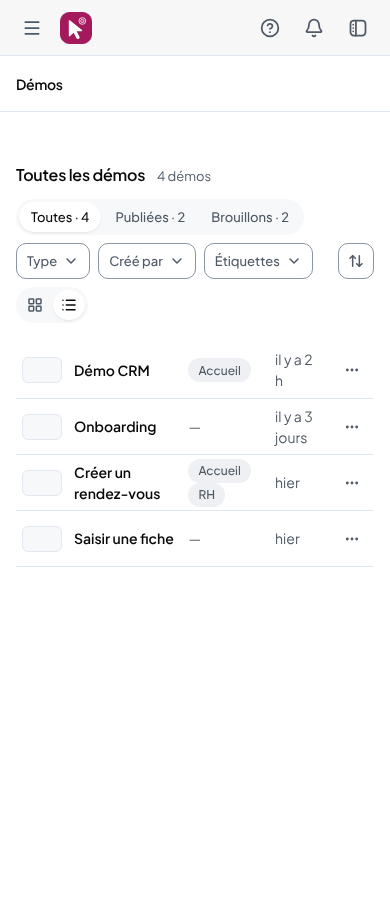 Démos
Toutes les démos 4 démos
Toutes · 4 Publiées · 2 Brouillons · 2
Type Créé par Étiquettes
Démo CRM Accueil il y a 2 h
Onboarding — il y a 3 jours
Créer un rendez-vous Accueil RH hier
Saisir une fiche — hier